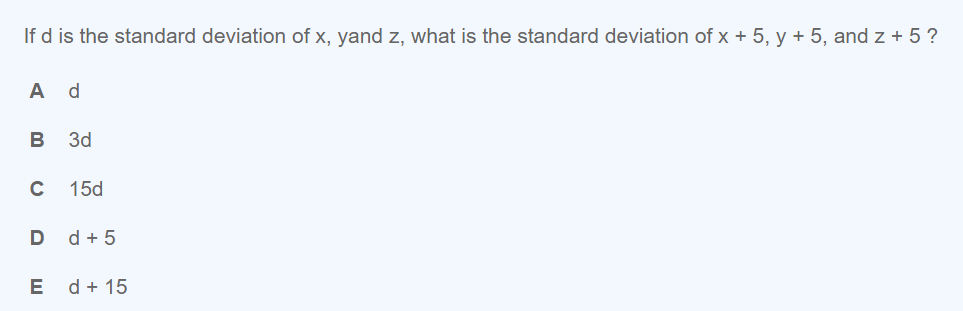 If d is the standard deviation of x, yand z, what is the standard deviation of x + 5, y + 5, and z + 5 ?
A d
B 3d
C 15d
D d + 5
E d + 15